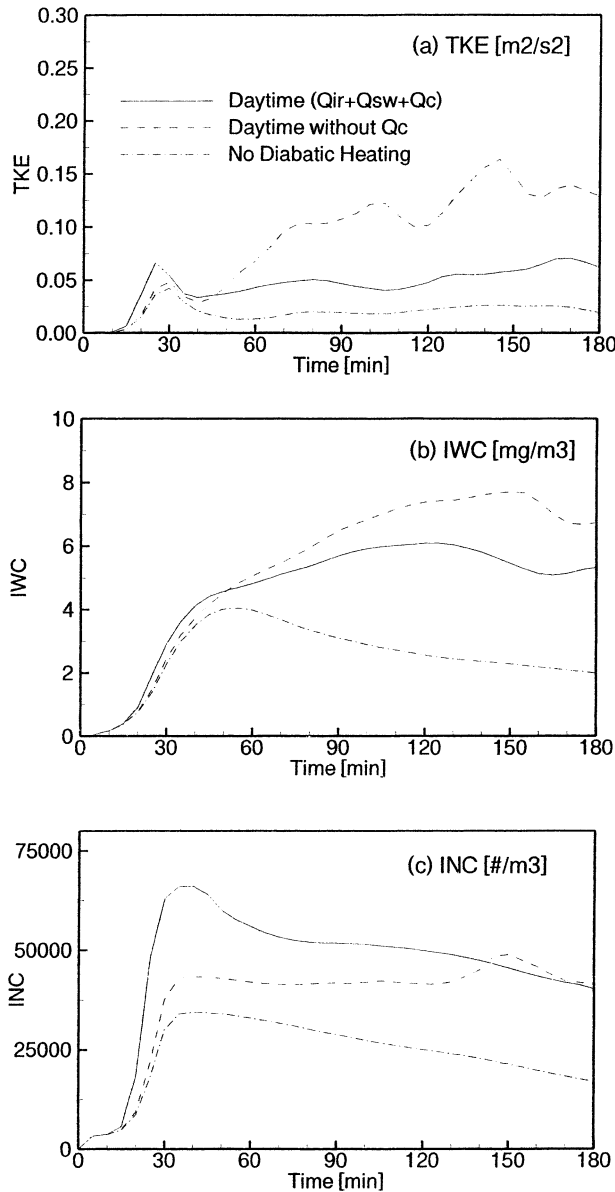 (a) TKE [m2/s2]
Daytime (Qir+Qsw+Qc)
Daytime without Qc
No Diabatic Heating
TKE
0.30
0.25
0.20
0.15
0.10
0.05
0.00
0 30 60 90 120 150 180
Time [min]
(b) IWC [mg/m3]
IWC
10
8
6
4
2
0
0 30 60 90 120 150 180
Time [min]
(c) INC [#/m3]
INC
75000
50000
25000
0
0 30 60 90 120 150 180
Time [min]